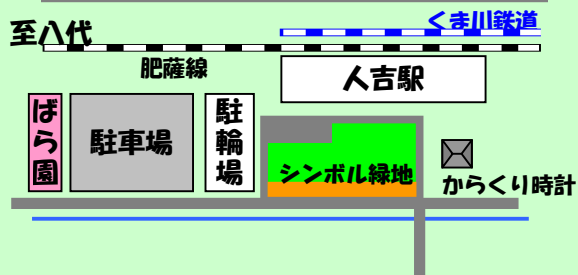 くま川鉄道
至八代
肥薩線
人吉駅
ばら園
駐車場
駐輪場
シンボル緑地
からくり時計